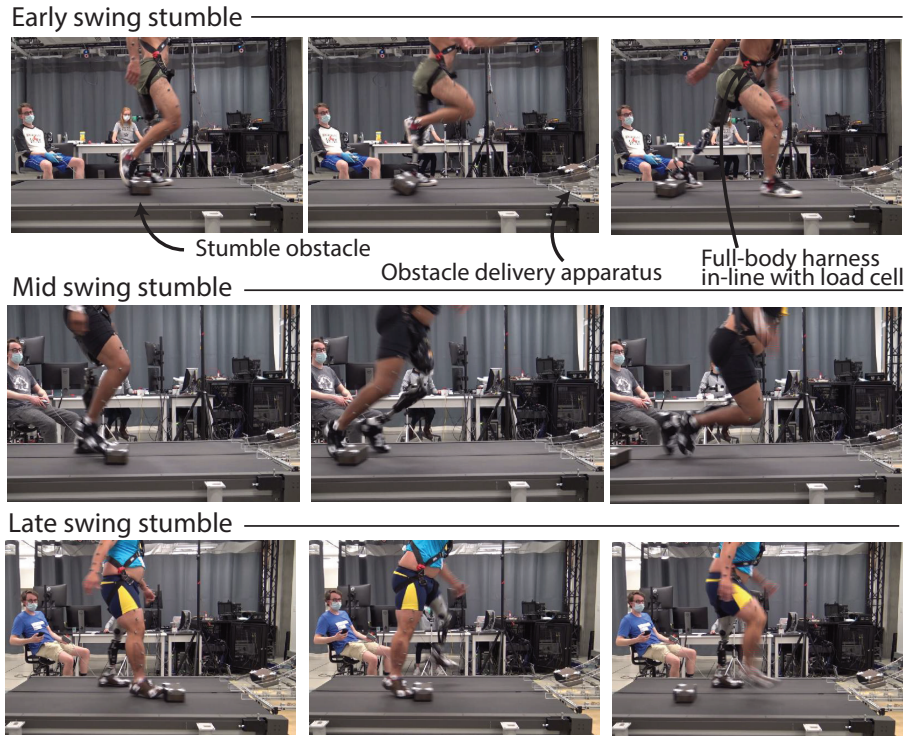 Early swing stumble
Stumble obstacle
Obstacle delivery apparatus
Full-body harness
in-line with load cell
Mid swing stumble
Late swing stumble